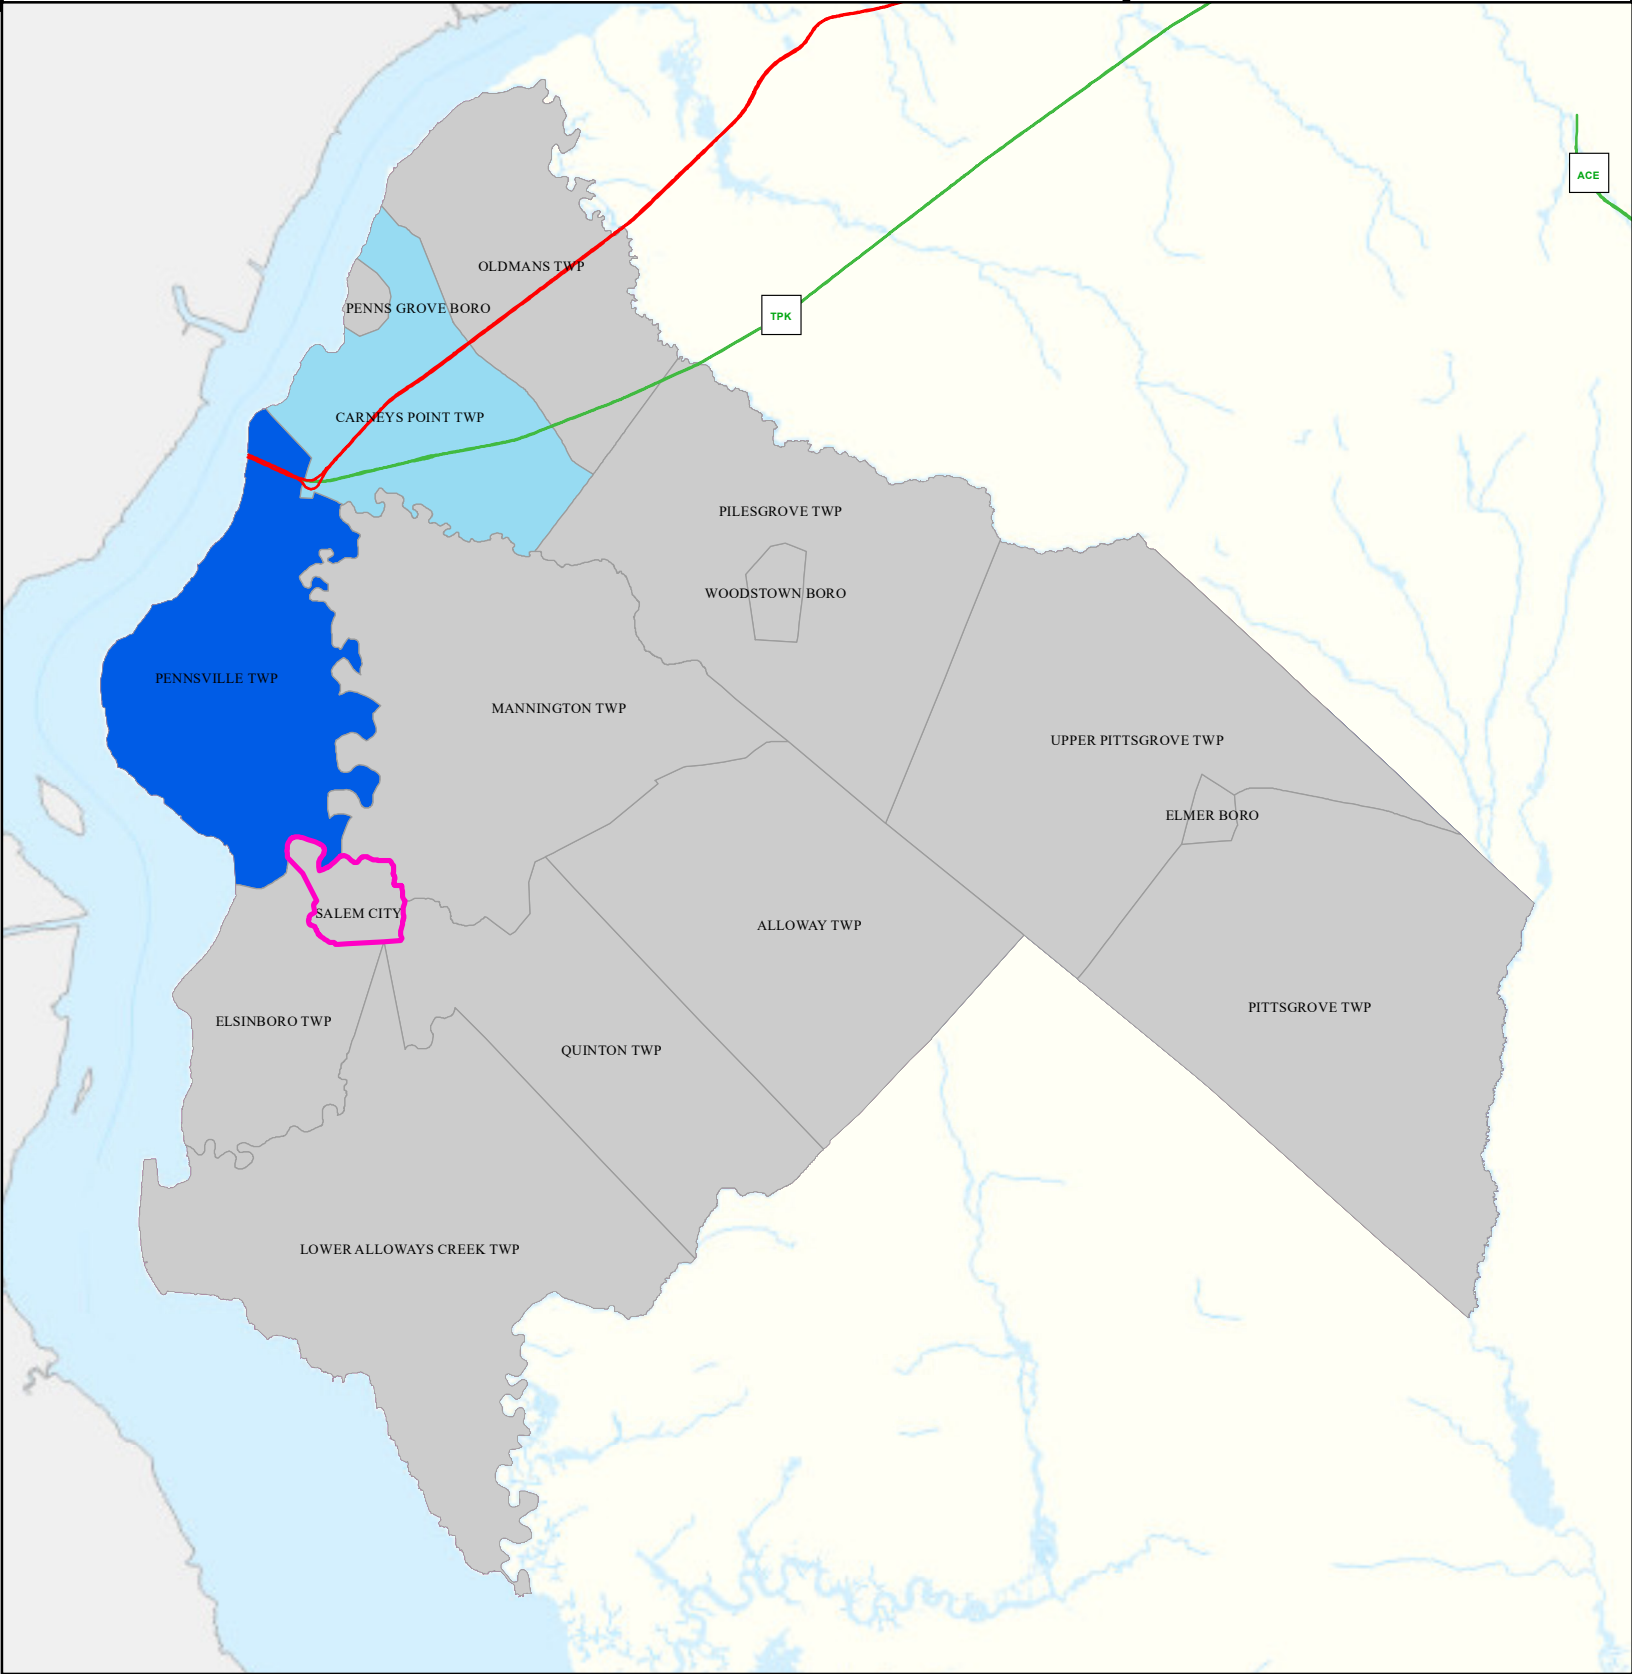 ACE
OLDMANS TWP
PENNS GROVE BORO
TPK
CARNEYS POINT TWP
PILESGROVE TWP
WOODSTOWN BORO
PENNSVILLE TWP
MANNINGTON TWP
UPPER PITTSGROVE TWP
ELMER BORO
SALEM CITY
ALLOWAY TWP
PITTSGROVE TWP
ELSINBORO TWP
QUINTON TWP
LOWER ALLOWAYS CREEK TWP